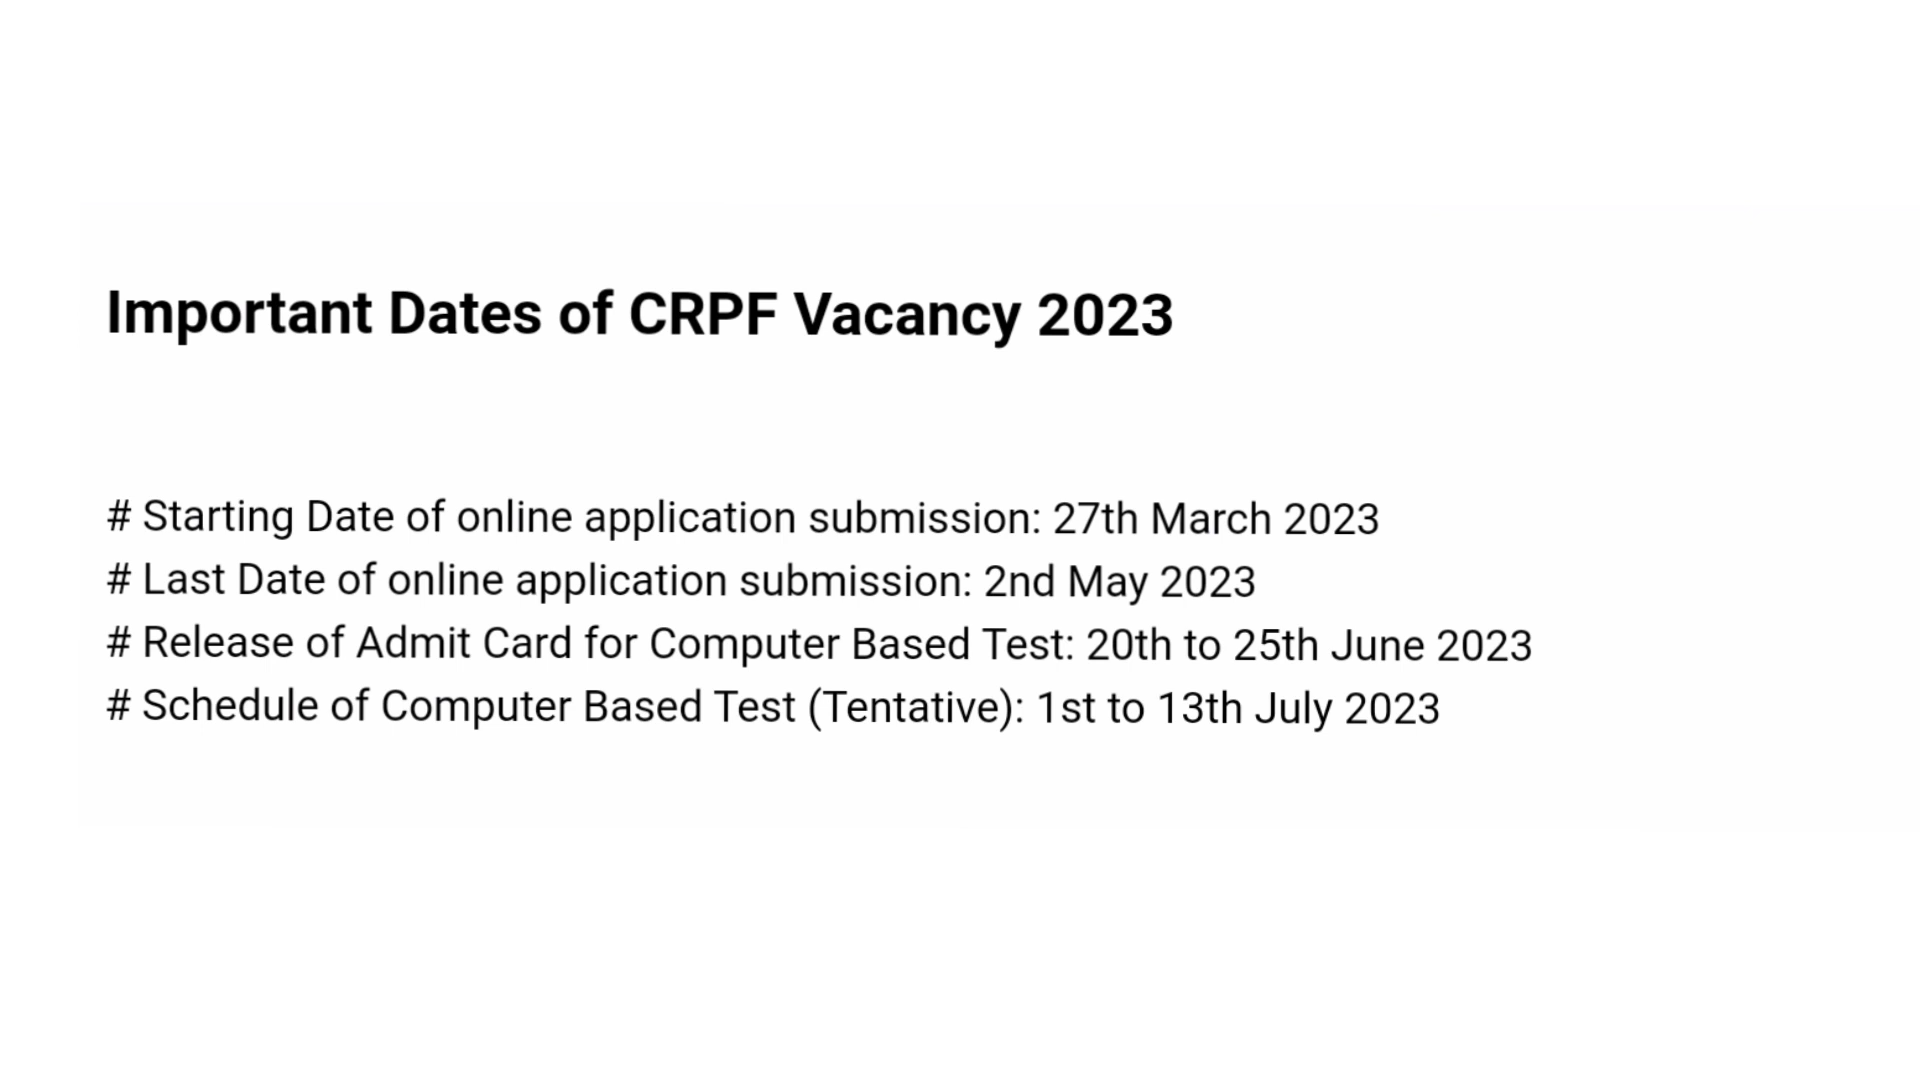 Important Dates of CRPF Vacancy 2023
# Starting Date of online application submission: 27th March 2023
# Last Date of online application submission: 2nd May 2023
# Release of Admit Card for Computer Based Test: 20th to 25th June 2023
# Schedule of Computer Based Test (Tentative): 1st to 13th July 2023